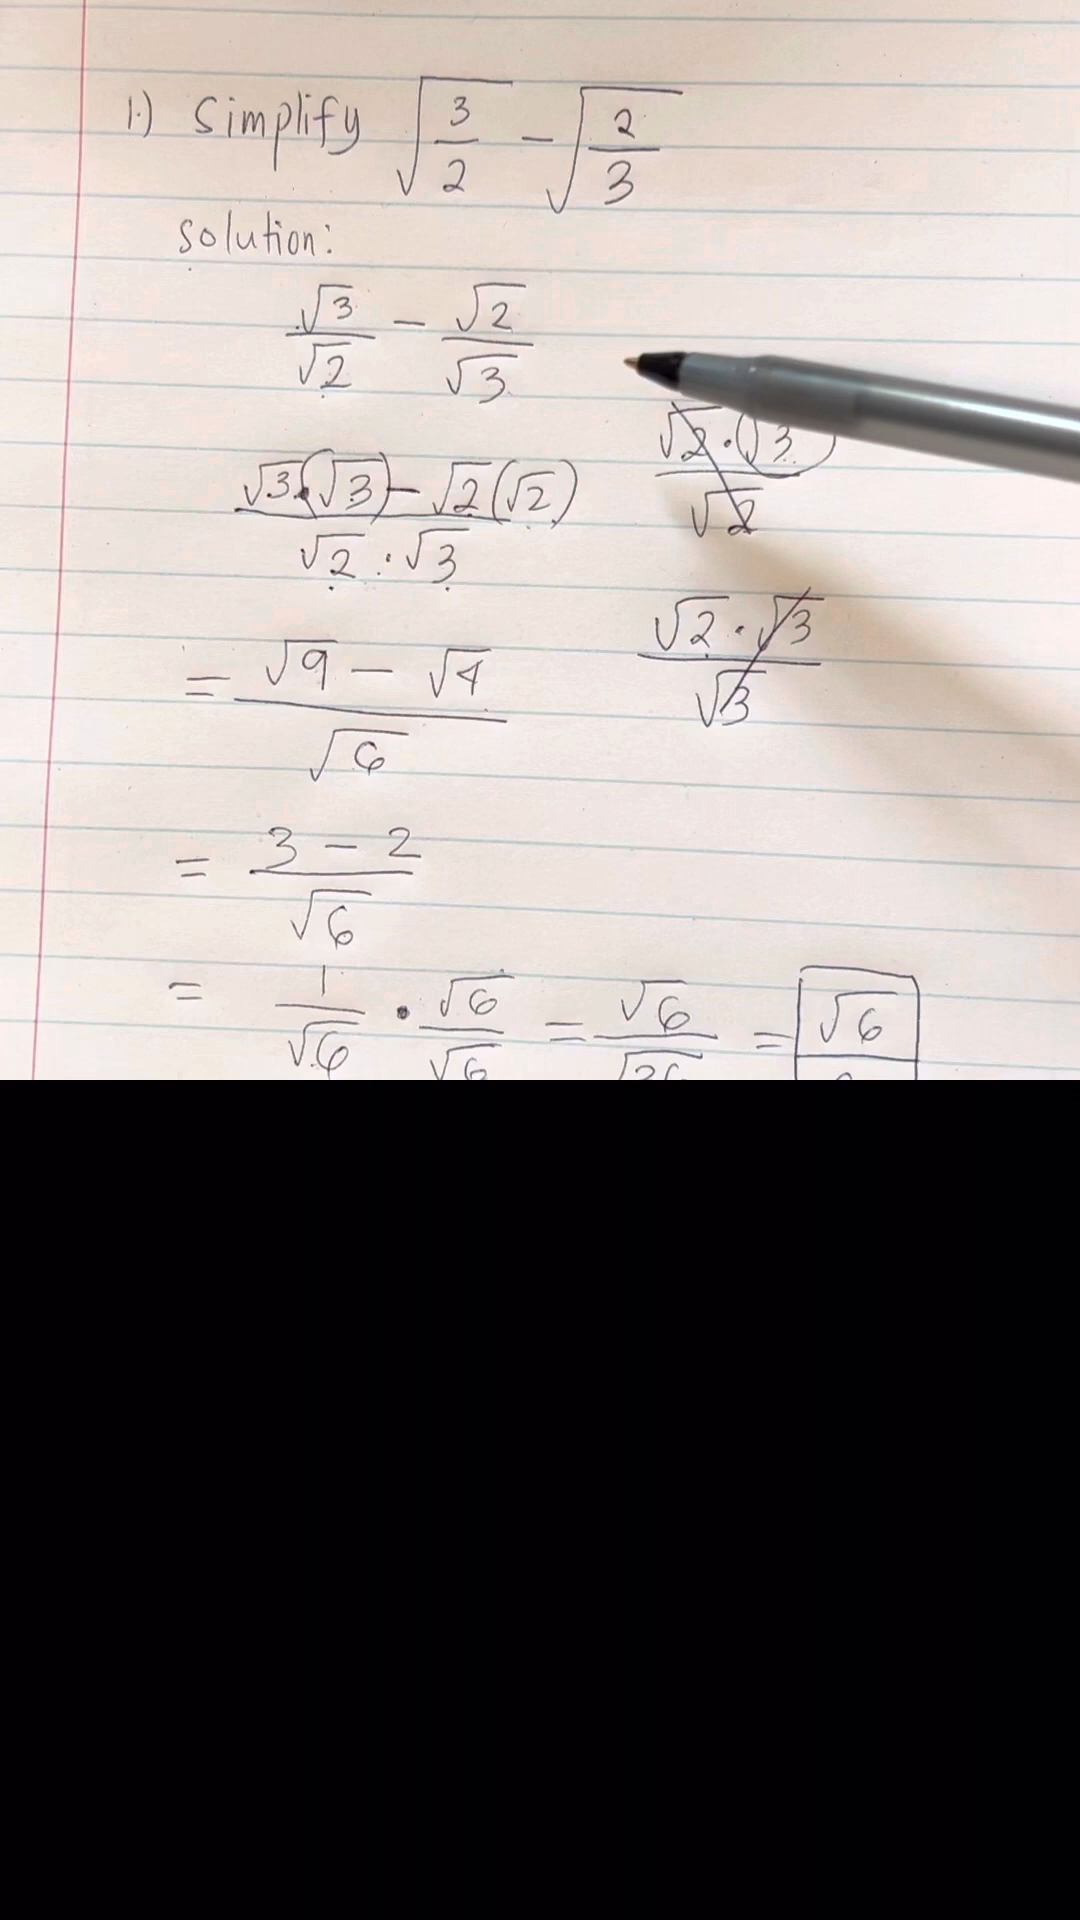 1.) Simplify √(3/2) − √(2/3)
solution:
√3/√2 − √2/√3
(√3·(√3) − √2(√2))/(√2 · √3)
(√2 · (√3))/√2
= (√9 − √4)/√6
(√2 · √3)/√3
= (3 − 2)/√6
= 1/√6 · √6/√6 = √6/√36 = √6